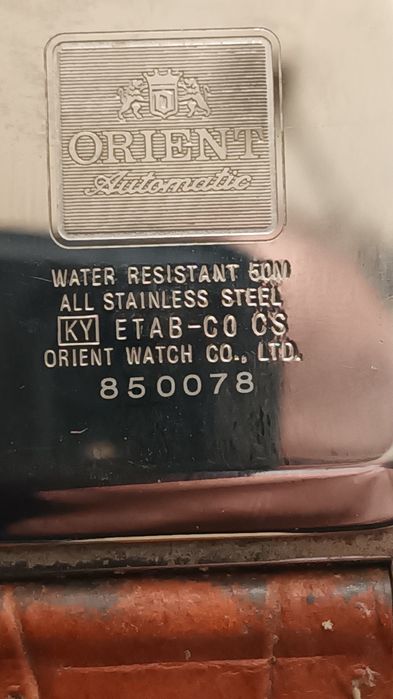 ORIENT
Automatic
WATER RESISTANT 50M
ALL STAINLESS STEEL
KY ETAB-C0 CS
ORIENT WATCH CO., LTD.
850078